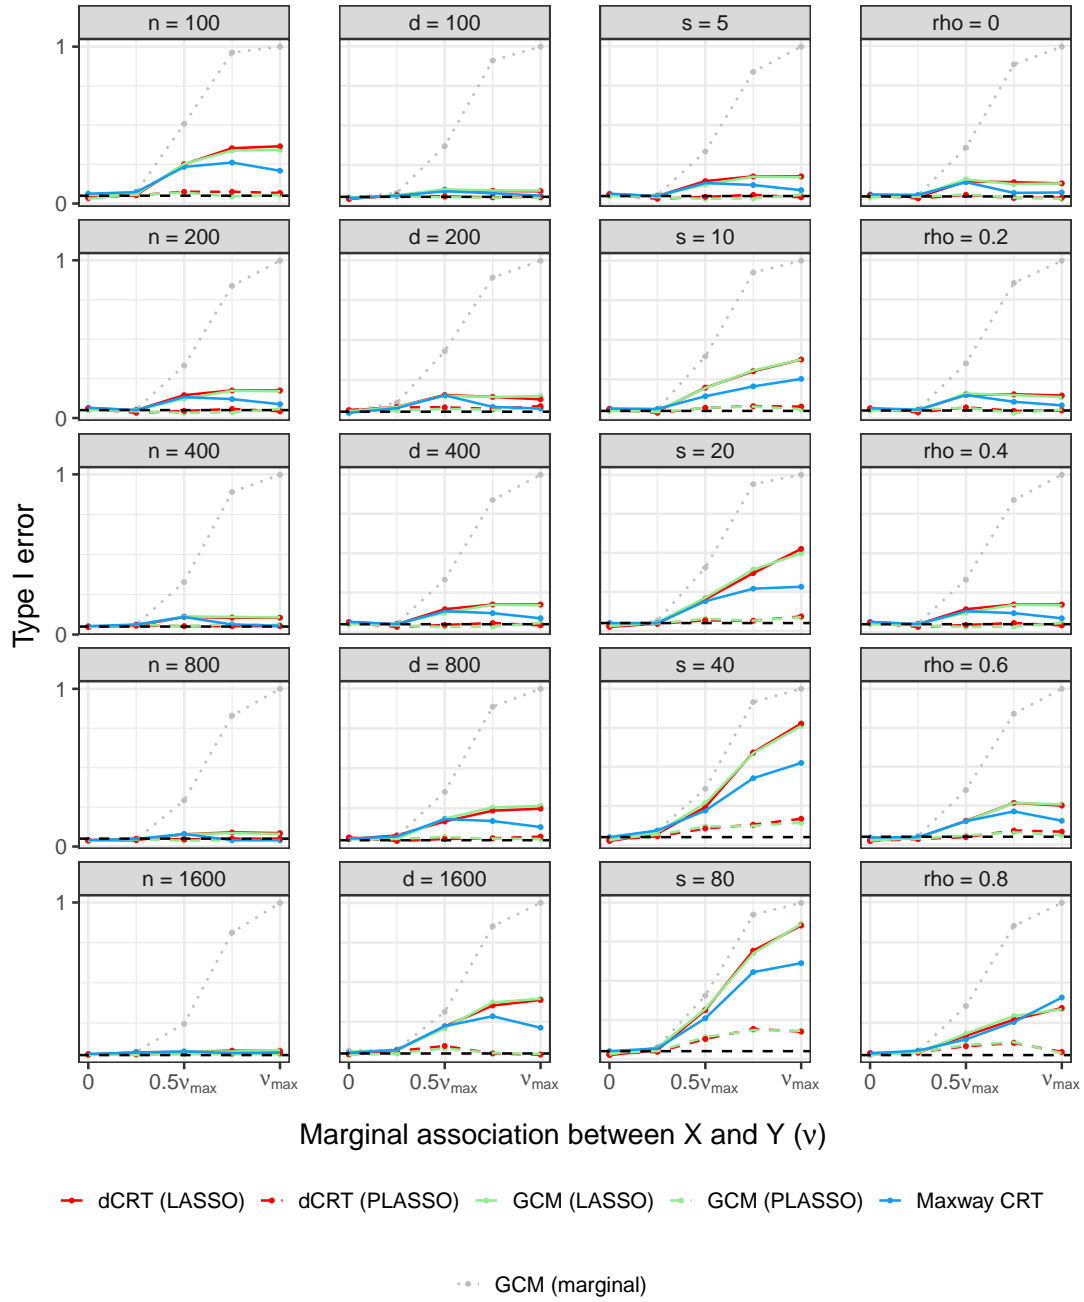 n = 100 d = 100 s = 5 rho = 0
1
0
n = 200 d = 200 s = 10 rho = 0.2
1
0
n = 400 d = 400 s = 20 rho = 0.4
1
0
n = 800 d = 800 s = 40 rho = 0.6
1
0
n = 1600 d = 1600 s = 80 rho = 0.8
1
0
Type I error
0 0.5νmax νmax 0 0.5νmax νmax 0 0.5νmax νmax 0 0.5νmax νmax
Marginal association between X and Y (ν)
dCRT (LASSO) dCRT (PLASSO) GCM (LASSO) GCM (PLASSO) Maxway CRT
GCM (marginal)